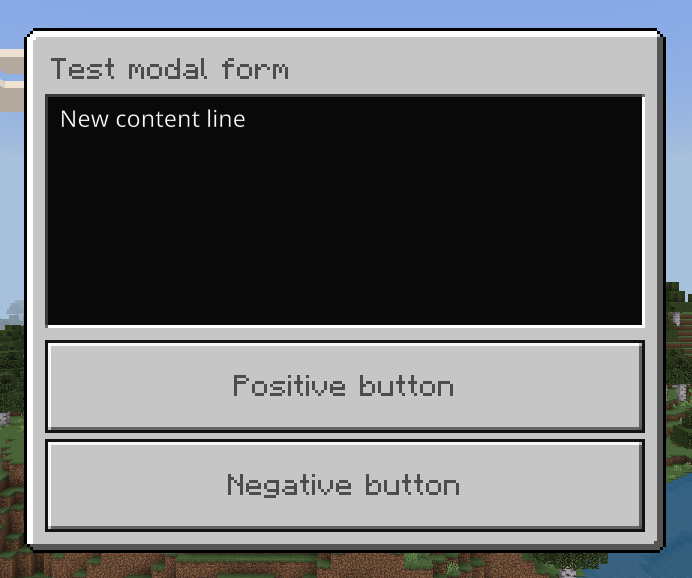 Test modal form
New content line
Positive button
Negative button